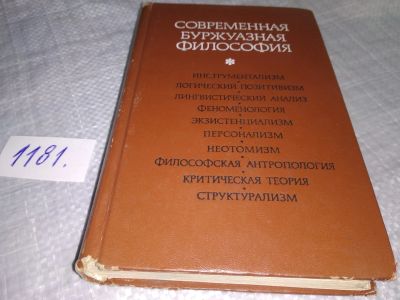 СОВРЕМЕННАЯ
БУРЖУАЗНАЯ
ФИЛОСОФИЯ
*
ИНСТРУМЕНТАЛИЗМ
ЛОГИЧЕСКИЙ ПОЗИТИВИЗМ
ЛИНГВИСТИЧЕСКИЙ АНАЛИЗ
ФЕНОМЕНОЛОГИЯ
ЭКЗИСТЕНЦИАЛИЗМ
ПЕРСОНАЛИЗМ
НЕОТОМИЗМ
ФИЛОСОФСКАЯ АНТРОПОЛОГИЯ
КРИТИЧЕСКАЯ ТЕОРИЯ
СТРУКТУРАЛИЗМ
1181.